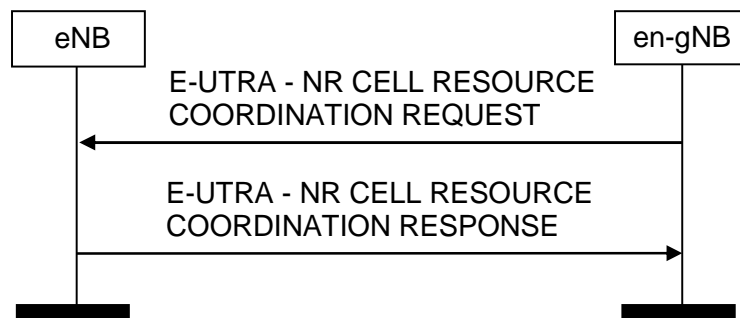 eNB
en-gNB
E-UTRA - NR CELL RESOURCE
COORDINATION REQUEST
E-UTRA - NR CELL RESOURCE
COORDINATION RESPONSE